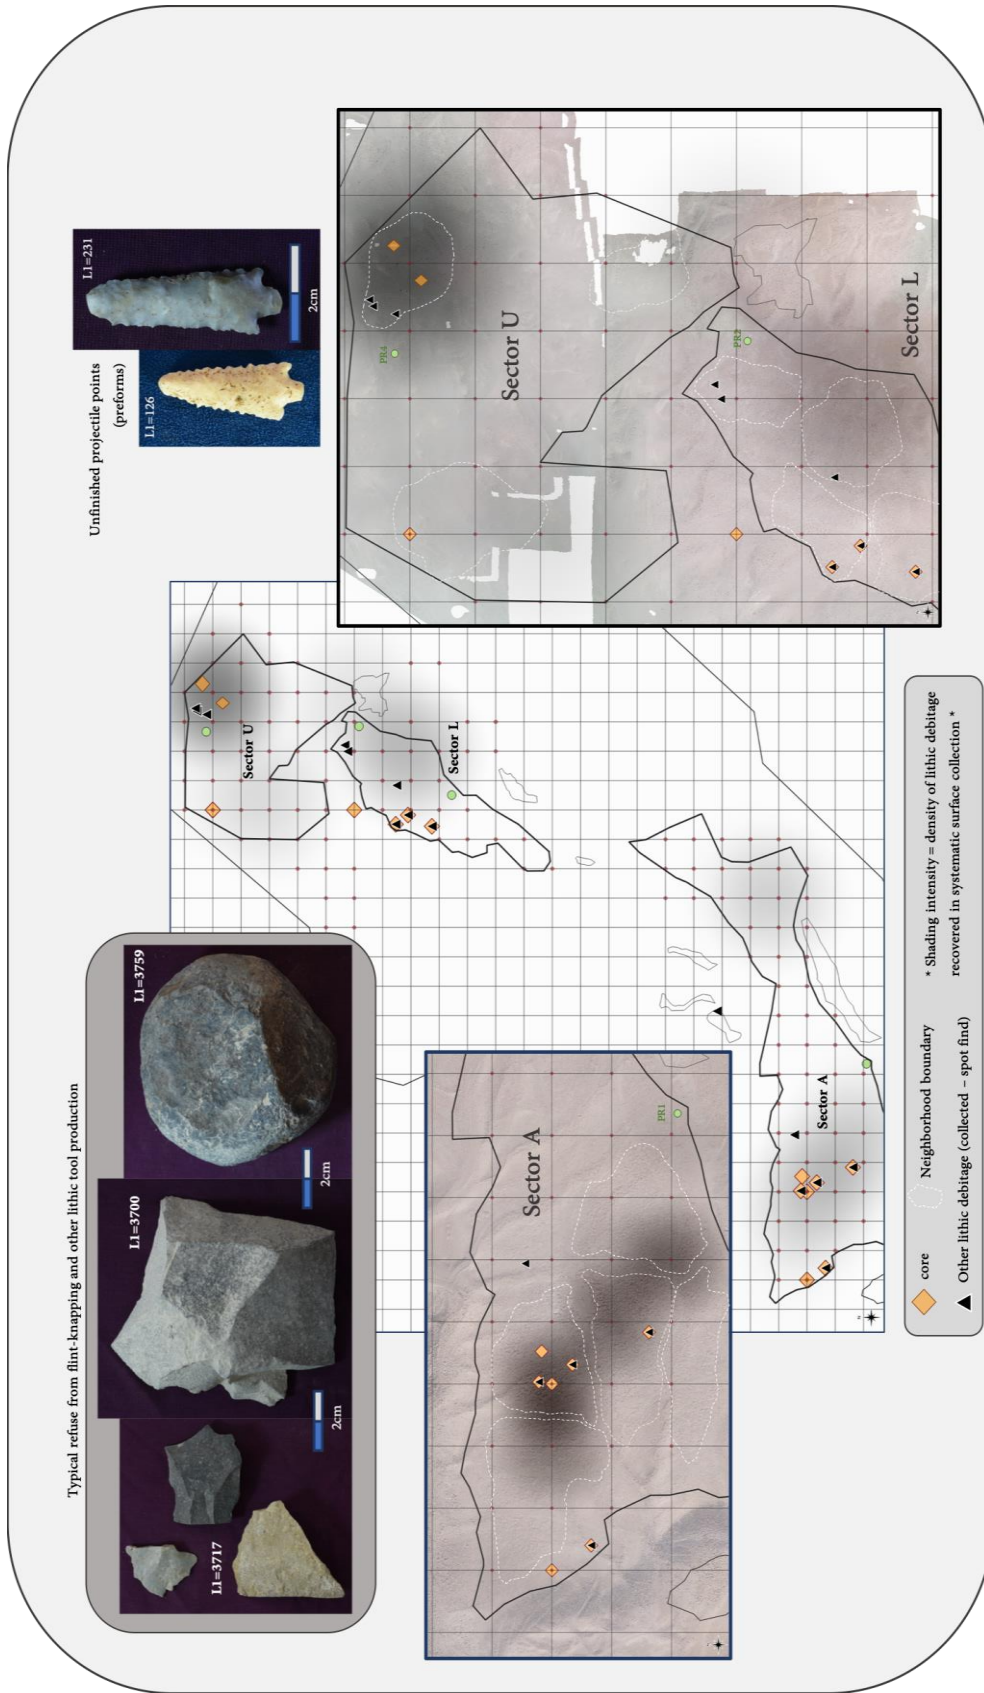 Typical refuse from flint-knapping and other lithic tool production
L1=3717
L1=3700
2cm
L1=3759
2cm
Unfinished projectile points
(preforms)
L1=126
L1=231
2cm
Sector U
Sector L
Sector A
Sector A
PR1
Sector U
PR4
PR2
Sector L
core
Neighborhood boundary
* Shading intensity = density of lithic debitage
Other lithic debitage (collected – spot find)
recovered in systematic surface collection *